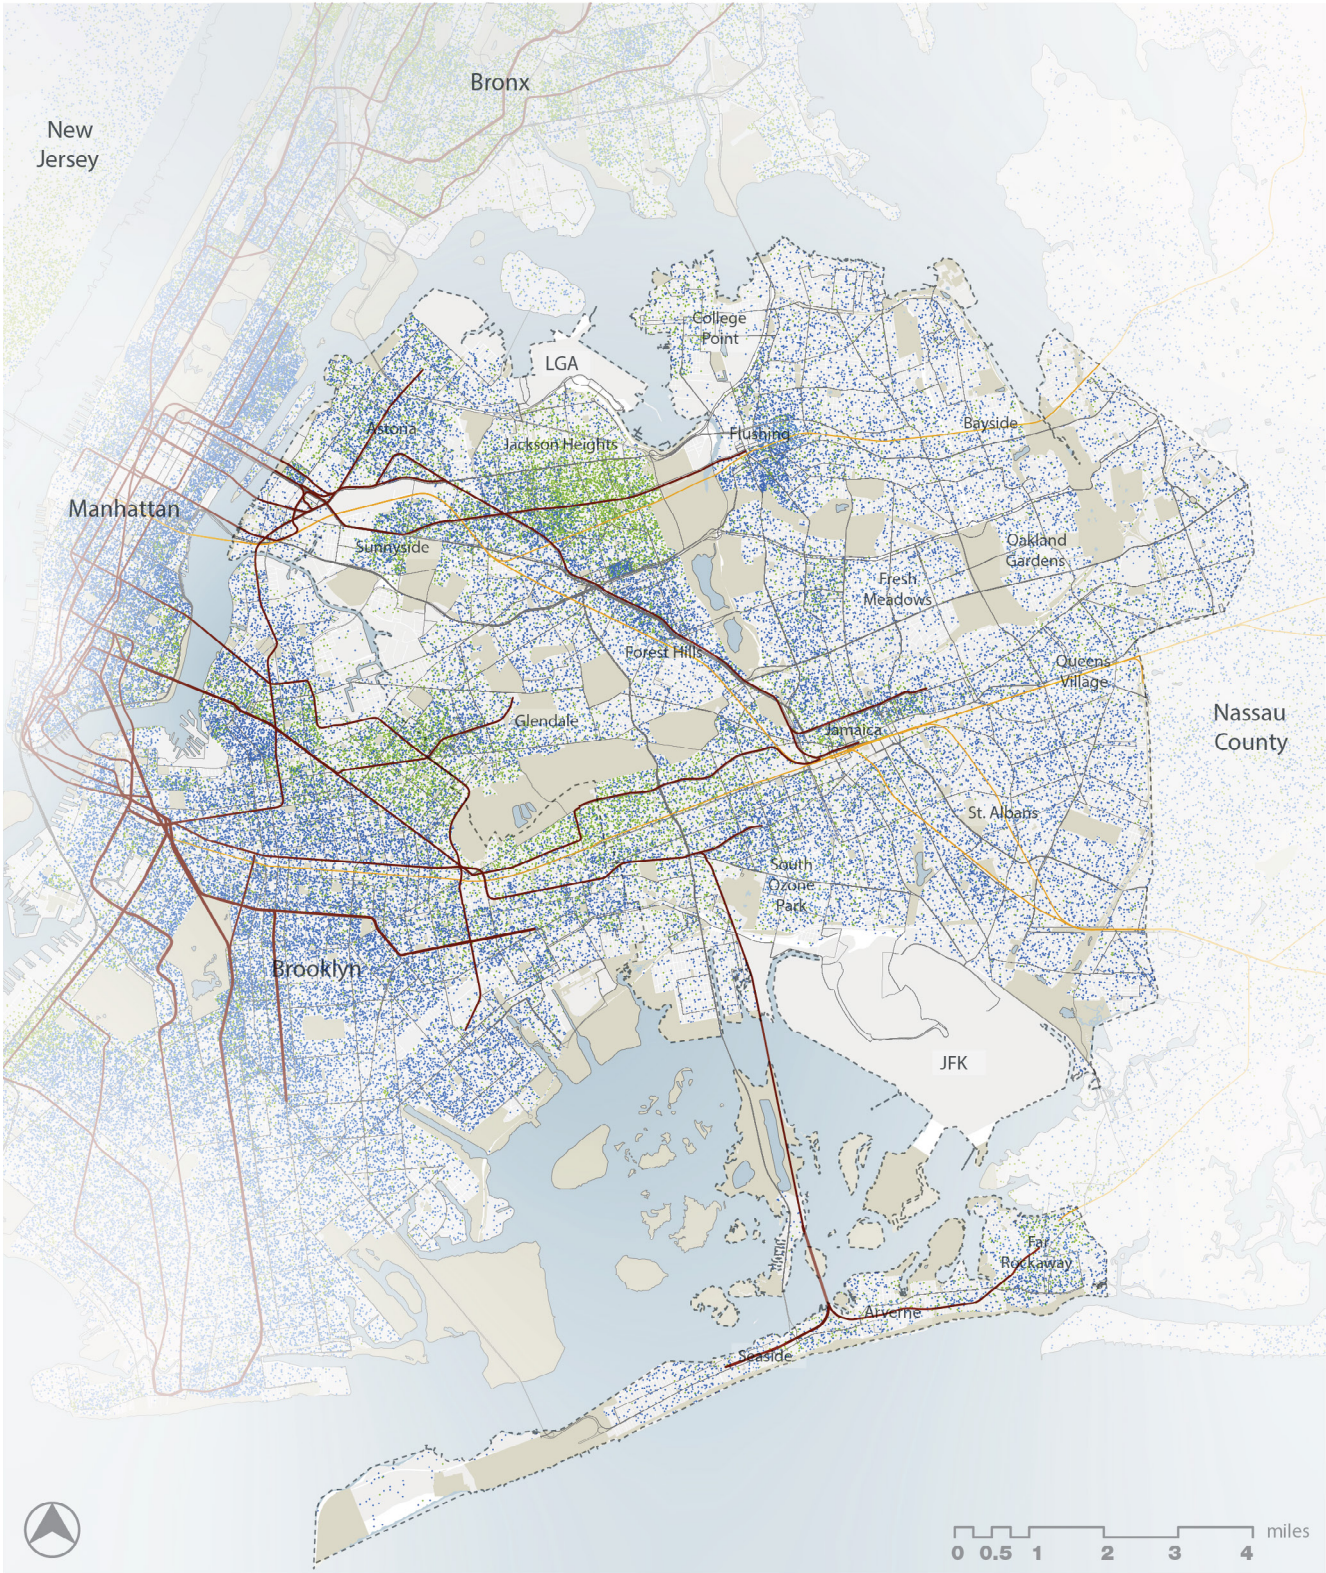 Bronx
New
Jersey
College
Point
LGA
Astoria
Jackson Heights
Flushing
Bayside
Manhattan
Sunnyside
Oakland
Gardens
Fresh
Meadows
Forest Hills
Queens
Village
Glendale
Jamaica
Nassau
County
St. Albans
South
Ozone
Park
Brooklyn
JFK
Far
Rockaway
Arverne
Seaside
miles
0 0.5 1 2 3 4